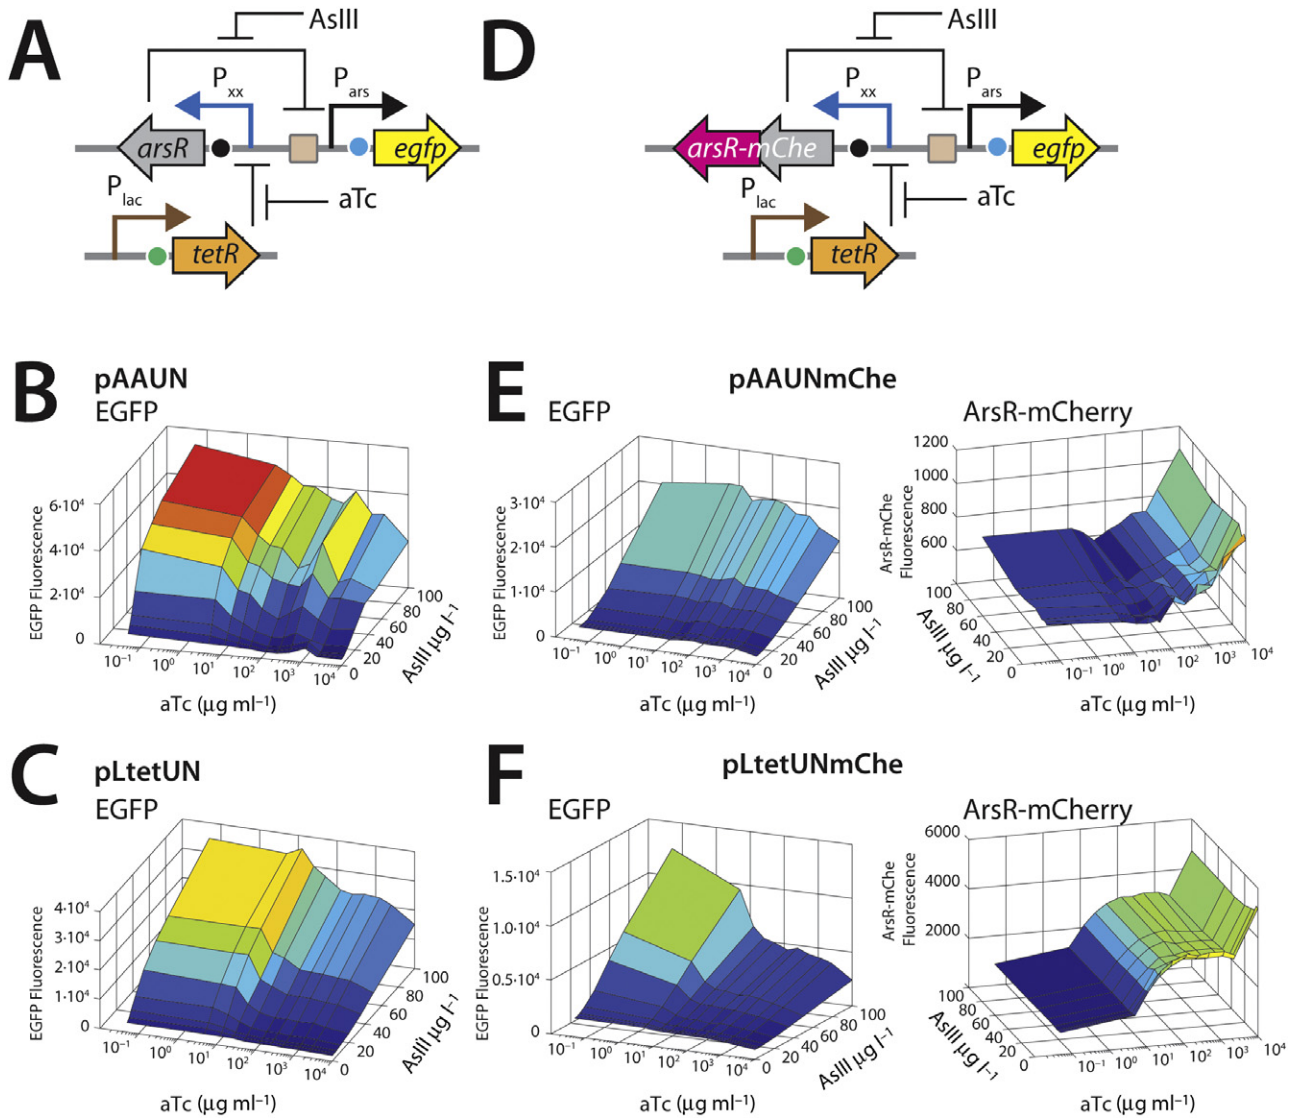 A
AsIII
P xx
P ars
arsR
egfp
P lac
aTc
tetR
D
AsIII
P xx
P ars
arsR-mChe
egfp
P lac
aTc
tetR
B
pAAUN
EGFP
EGFP Fluorescence
6·10⁴
4·10⁴
2·10⁴
0
10⁻¹
10⁰
10¹
10²
10³
10⁴
aTc (µg ml⁻¹)
0
20
40
60
80
100
AsIII µg l⁻¹
E
pAAUNmChe
EGFP
EGFP Fluorescence
3·10⁴
2·10⁴
1·10⁴
0
10⁻¹
10⁰
10¹
10²
10³
10⁴
aTc (µg ml⁻¹)
0
20
40
60
80
100
AsIII µg l⁻¹
ArsR-mCherry
ArsR-mChe
Fluorescence
1200
1000
800
600
100
80
60
40
20
0
AsIII µg l⁻¹
10⁻¹
10⁰
10¹
10²
10³
10⁴
aTc (µg ml⁻¹)
C
pLtetUN
EGFP
EGFP Fluorescence
4·10⁴
3·10⁴
2·10⁴
1·10⁴
0
10⁻¹
10⁰
10¹
10²
10³
10⁴
aTc (µg ml⁻¹)
0
20
40
60
80
100
AsIII µg l⁻¹
F
pLtetUNmChe
EGFP
EGFP Fluorescence
1.5·10⁴
1.0·10⁴
0.5·10⁴
0
10⁻¹
10⁰
10¹
10²
10³
10⁴
aTc (µg ml⁻¹)
0
20
40
60
80
100
AsIII µg l⁻¹
ArsR-mCherry
ArsR-mChe
Fluorescence
6000
4000
2000
100
80
60
40
20
0
AsIII µg l⁻¹
10⁻¹
10⁰
10¹
10²
10³
10⁴
aTc (µg ml⁻¹)